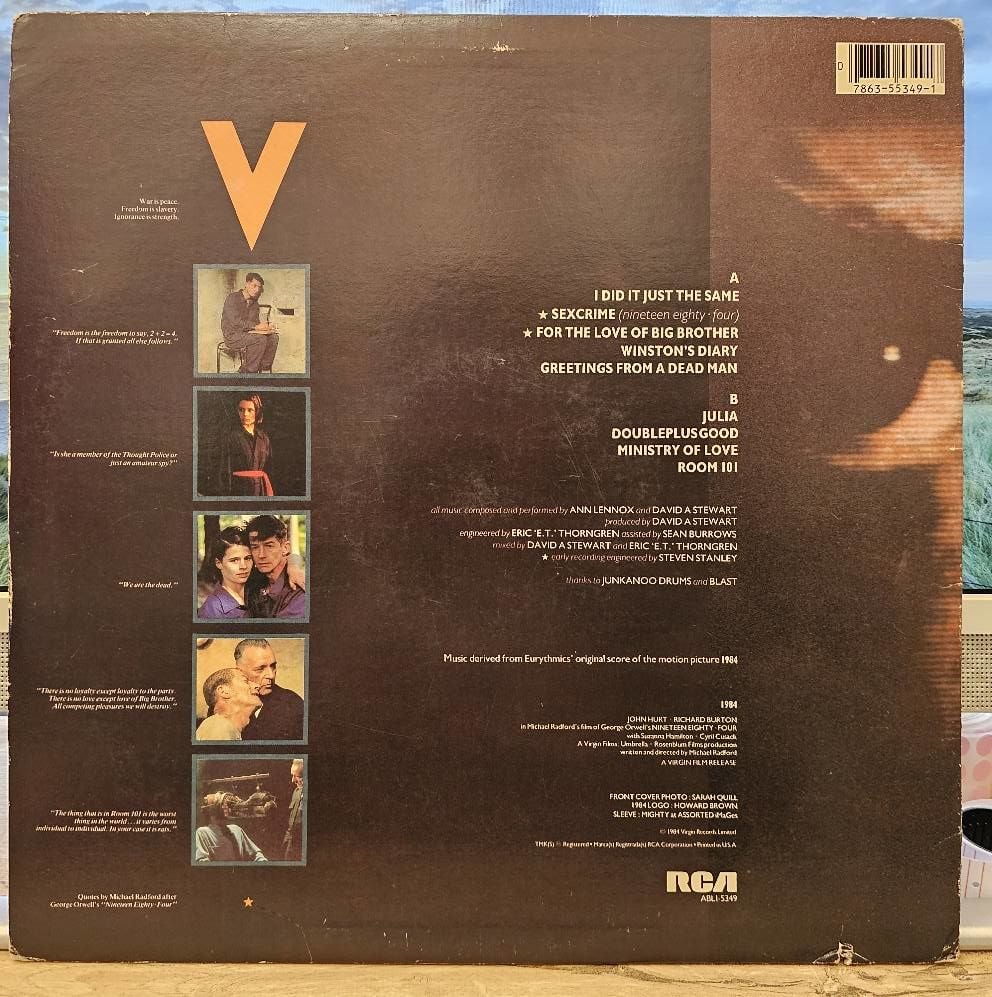 D
7863-55349-1
V
War is peace.
Freedom is slavery.
Ignorance is strength.
"Freedom is the freedom to say, 2 + 2 = 4.
If that is granted all else follows."
"Is she a member of the Thought Police or
just an amateur spy?"
"We are the dead."
"There is no loyalty except loyalty to the party.
There is no love except love of Big Brother.
All competing pleasures we will destroy."
"The thing that is in Room 101 is the worst
thing in the world . . . it varies from
individual to individual. In your case it is rats."
Quotes by Michael Radford after
George Orwell's "Nineteen Eighty-Four"
A
I DID IT JUST THE SAME
★ SEXCRIME (nineteen eighty · four)
★ FOR THE LOVE OF BIG BROTHER
WINSTON'S DIARY
GREETINGS FROM A DEAD MAN
B
JULIA
DOUBLEPLUSGOOD
MINISTRY OF LOVE
ROOM 101
all music composed and performed by ANN LENNOX and DAVID A STEWART
produced by DAVID A STEWART
engineered by ERIC 'E.T.' THORNGREN assisted by SEAN BURROWS
mixed by DAVID A STEWART and ERIC 'E.T.' THORNGREN
★ early recording engineered by STEVEN STANLEY
thanks to JUNKANOO DRUMS and BLAST
Music derived from Eurythmics' original score of the motion picture 1984
1984
JOHN HURT · RICHARD BURTON
in Michael Radford's film of George Orwell's NINETEEN EIGHTY · FOUR
with Suzanna Hamilton · Cyril Cusack
A Virgin Films, Umbrella · Rosenblum Films production
written and directed by Michael Radford
A VIRGIN FILM RELEASE
FRONT COVER PHOTO : SARAH QUILL
1984 LOGO : HOWARD BROWN
SLEEVE : MIGHTY at ASSORTED iMaGes
© 1984 Virgin Records Limited
TMK(S) ® Registered • Marca(s) Registrada(s) RCA Corporation • Printed in U.S.A
RCA
ABL1-5349